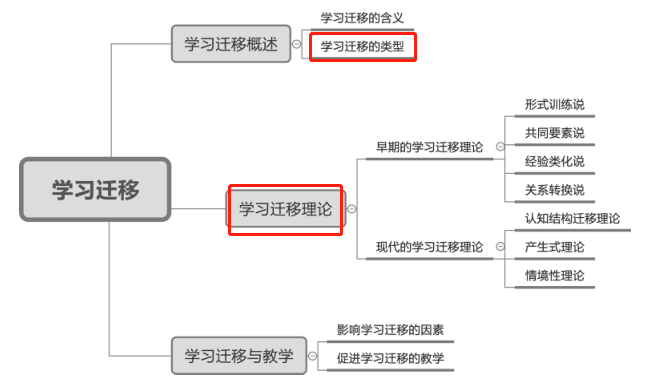 学习迁移
学习迁移概述
学习迁移的含义
学习迁移的类型
学习迁移理论
早期的学习迁移理论
形式训练说
共同要素说
经验类化说
关系转换说
现代的学习迁移理论
认知结构迁移理论
产生式理论
情境性理论
学习迁移与教学
影响学习迁移的因素
促进学习迁移的教学